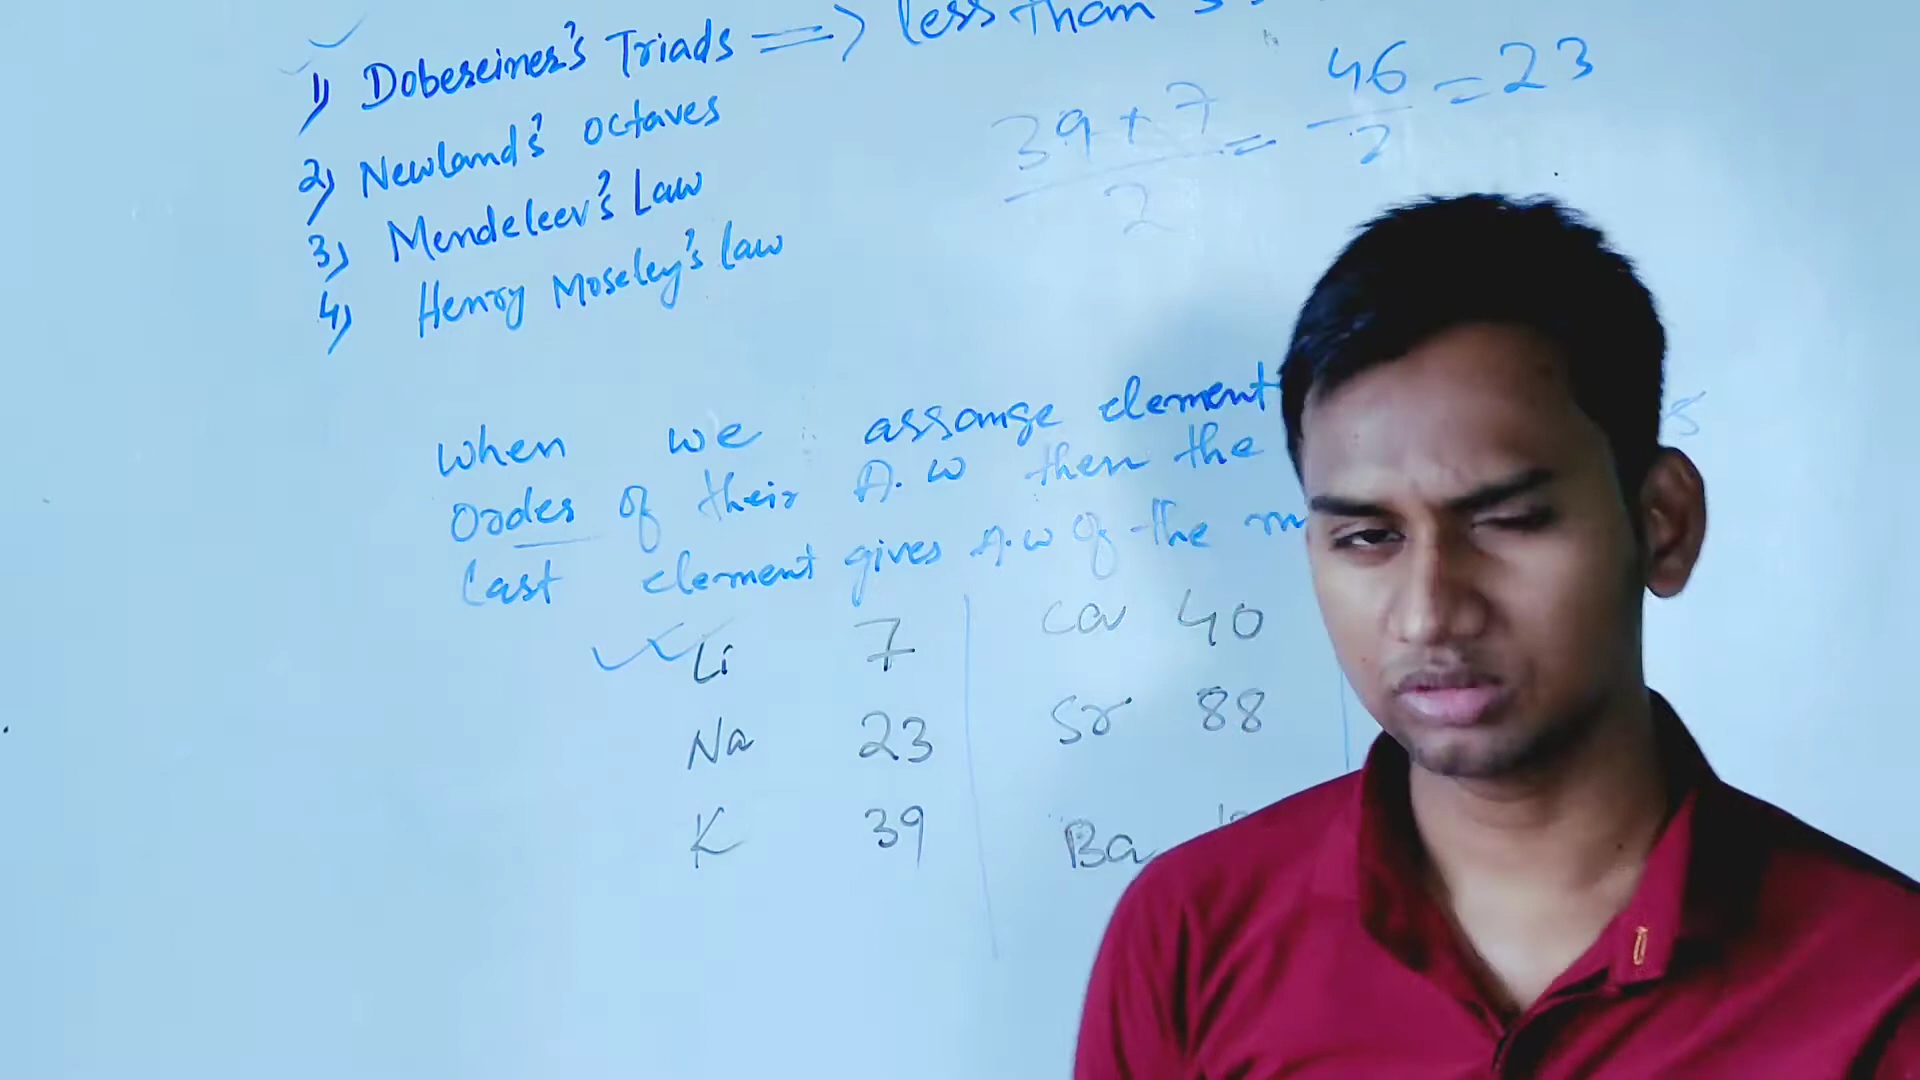 1) Dobereiner's Triads => less than
39 + 7 / 2 = 46 / 2 = 23
2) Newland's octaves
3) Mendeleev's Law
4) Henry Moseley's law
When we arrange element
Order of their A.W then the
last element gives A.w of the
Li 7 Ca 40
Na 23 Sr 88
K 39 Ba